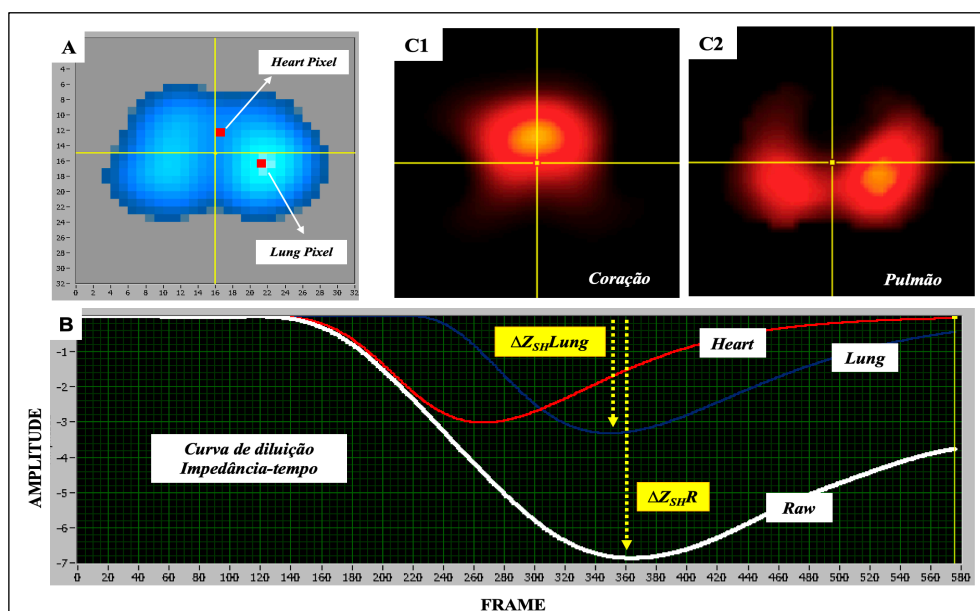 A
Heart Pixel
Lung Pixel
4
6
8
10
12
14
16
18
20
22
24
26
28
30
32
0 2 4 6 8 10 12 14 16 18 20 22 24 26 28 30 32
C1
Coração
C2
Pulmão
B
ΔZSHLung
Heart
Lung
Curva de diluição
Impedância-tempo
ΔZSHR
Raw
AMPLITUDE
-1
-2
-3
-4
-5
-6
-7
0 20 40 60 80 100 120 140 160 180 200 220 240 260 280 300 320 340 360 380 400 420 440 460 480 500 520 540 560 580
FRAME